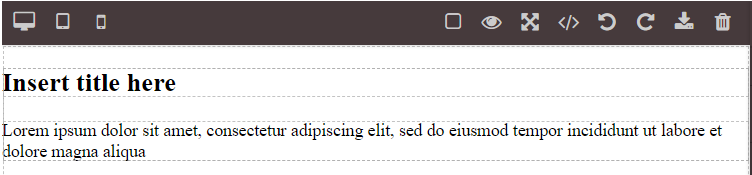 Insert title here
Lorem ipsum dolor sit amet, consectetur adipiscing elit, sed do eiusmod tempor incididunt ut labore et
dolore magna aliqua